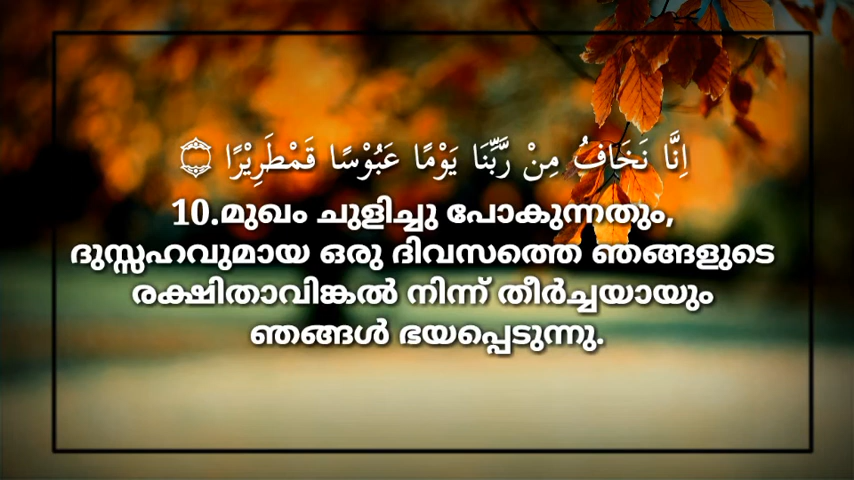 اِنَّا نَخَافُ مِنْ رَّبِّنَا يَوْمًا عَبُوْسًا قَمْطَرِيْرًا ۝
10.മുഖം ചുളിച്ചു പോകുന്നതും,
ദുസ്സഹവുമായ ഒരു ദിവസത്തെ ഞങ്ങളുടെ
രക്ഷിതാവിങ്കൽ നിന്ന് തീർച്ചയായും
ഞങ്ങൾ ഭയപ്പെടുന്നു.